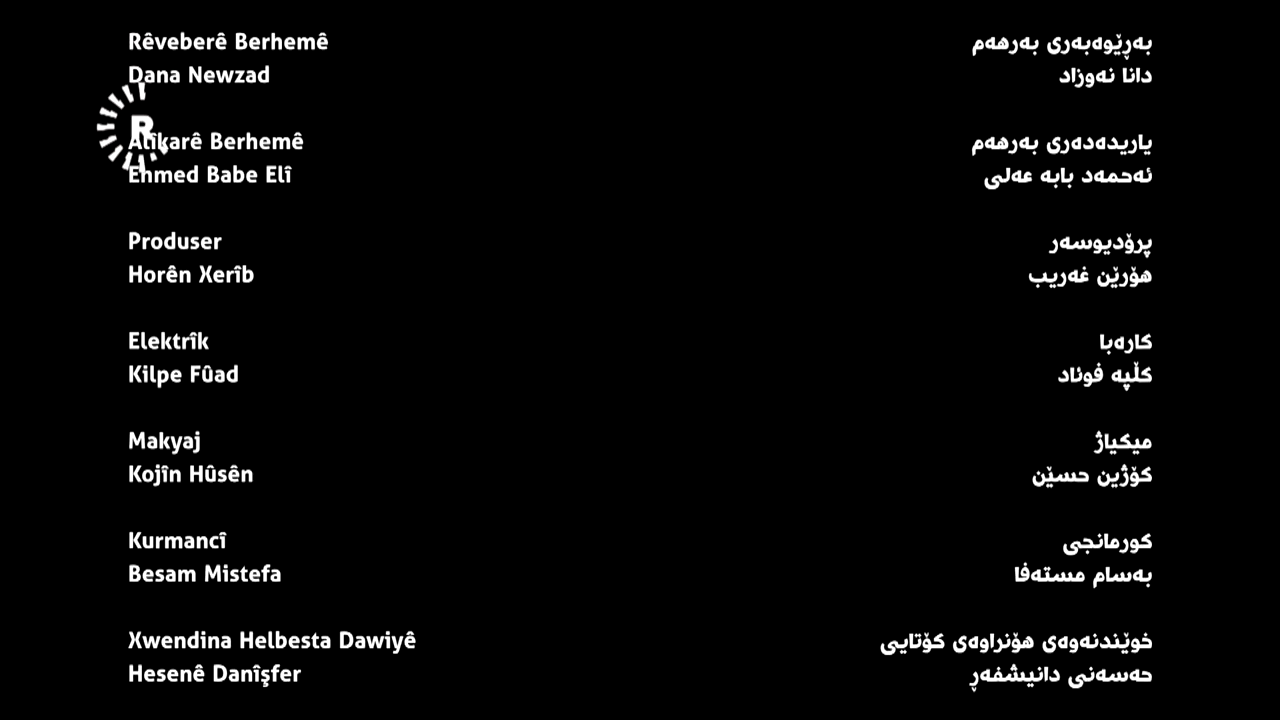 Rêveberê Berhemê
بەڕێوەبەری بەرهەم
Dana Newzad
دانا نەوزاد
R
Alîkarê Berhemê
یاریدەدەری بەرهەم
Ehmed Babe Elî
ئەحمەد بابە عەلی
Produser
پرۆدیوسەر
Horên Xerîb
هۆرێن غەریب
Elektrîk
کارەبا
Kilpe Fûad
کڵپە فوئاد
Makyaj
میکیاژ
Kojîn Hûsên
کۆژین حسێن
Kurmancî
کورمانجی
Besam Mistefa
بەسام مستەفا
Xwendina Helbesta Dawiyê
خوێندنەوەی هۆنراوەی کۆتایی
Hesenê Danîşfer
حەسەنی دانیشفەڕ